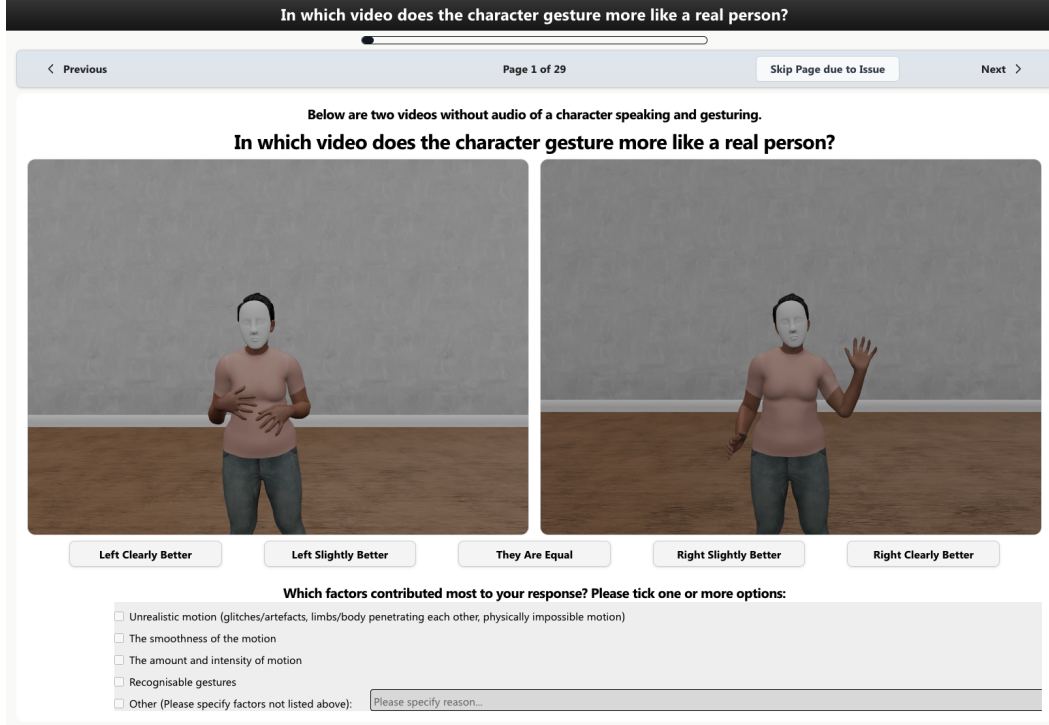 In which video does the character gesture more like a real person?
Previous
Page 1 of 29
Skip Page due to Issue
Next
Below are two videos without audio of a character speaking and gesturing.
In which video does the character gesture more like a real person?
Left Clearly Better
Left Slightly Better
They Are Equal
Right Slightly Better
Right Clearly Better
Which factors contributed most to your response? Please tick one or more options:
Unrealistic motion (glitches/artefacts, limbs/body penetrating each other, physically impossible motion)
The smoothness of the motion
The amount and intensity of motion
Recognisable gestures
Other (Please specify factors not listed above):
Please specify reason...